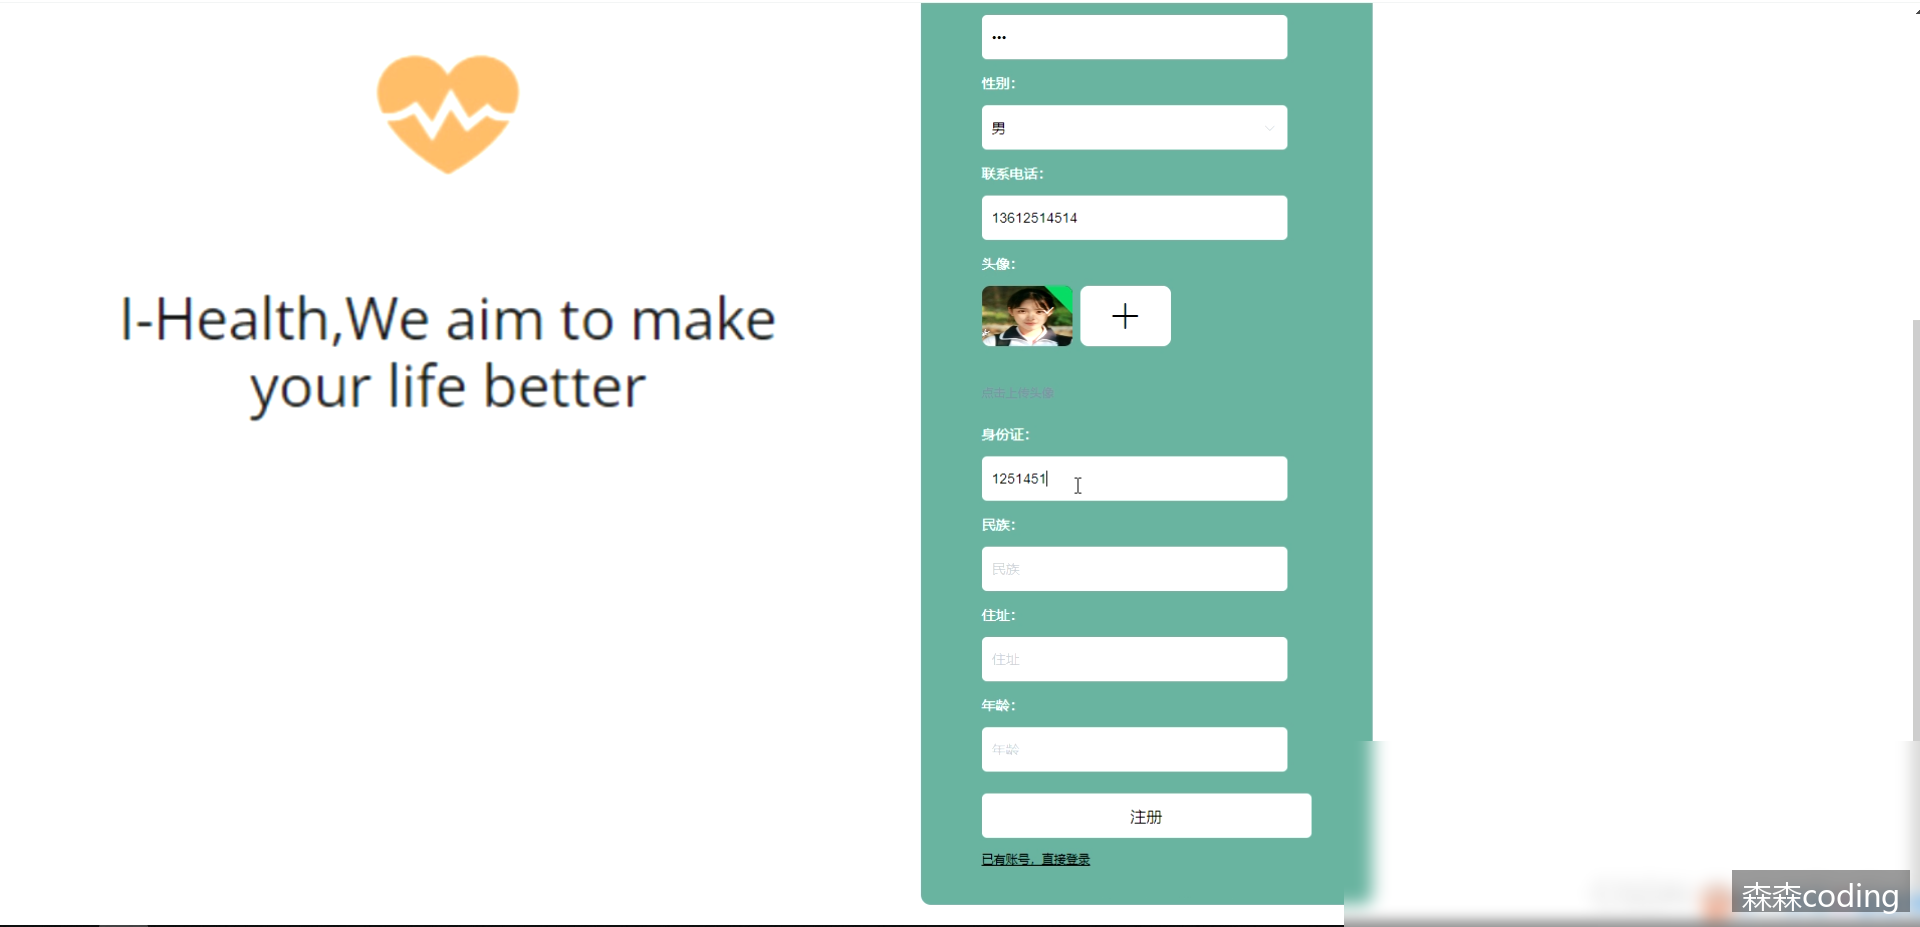 I-Health,We aim to make
your life better
•••
性别：
男
联系电话：
13612514514
头像：
点击上传头像
身份证：
1251451
民族：
民族
住址：
住址
年龄：
年龄
注册
已有账号，直接登录
森森coding